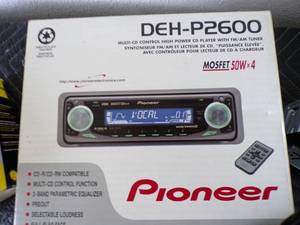 DEH-P2600
MULTI-CD CONTROL HIGH POWER CD PLAYER WITH FM/AM TUNER
SYNTONISEUR FM/AM ET LECTEUR DE CD, "PUISSANCE ÉLEVÉE",
AVEC CONTRÔLEUR POUR LECTEUR DE CD À CHARGEUR
MOSFET 50W×4
Pioneer
VOCAL
01
• CD-R/CD-RW COMPATIBLE
• MULTI-CD CONTROL FUNCTION
• 3-BAND PARAMETRIC EQUALIZER
• PREOUT
• SELECTABLE LOUDNESS
Pioneer